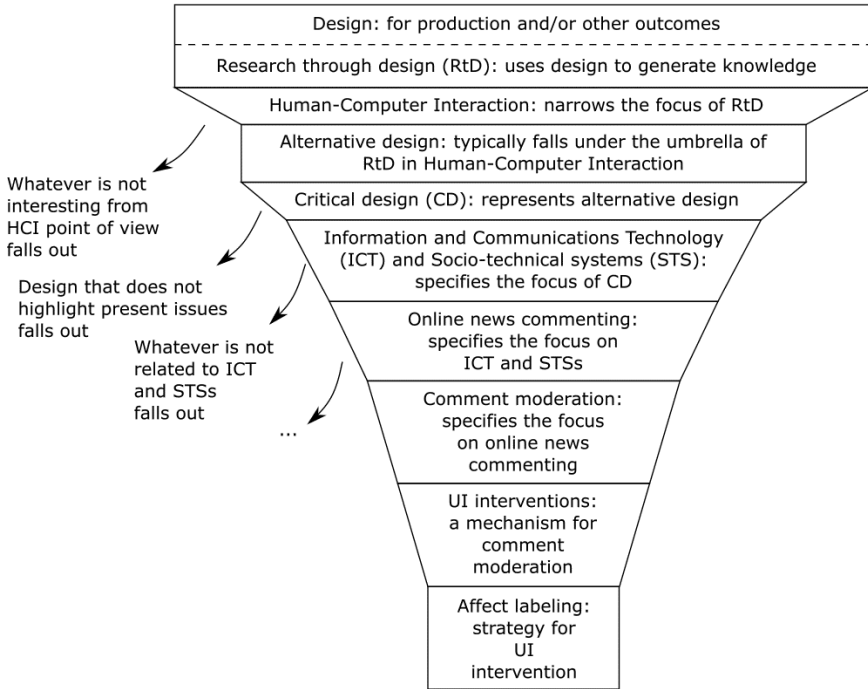 Design: for production and/or other outcomes
Research through design (RtD): uses design to generate knowledge
Human-Computer Interaction: narrows the focus of RtD
Alternative design: typically falls under the umbrella of
RtD in Human-Computer Interaction
Critical design (CD): represents alternative design
Information and Communications Technology
(ICT) and Socio-technical systems (STS):
specifies the focus of CD
Online news commenting:
specifies the focus on
ICT and STSs
Comment moderation:
specifies the focus
on online news
commenting
UI interventions:
a mechanism for
comment
moderation
Affect labeling:
strategy for
UI
intervention
Whatever is not
interesting from
HCI point of view
falls out
Design that does not
highlight present issues
falls out
Whatever is not
related to ICT
and STSs
falls out
...